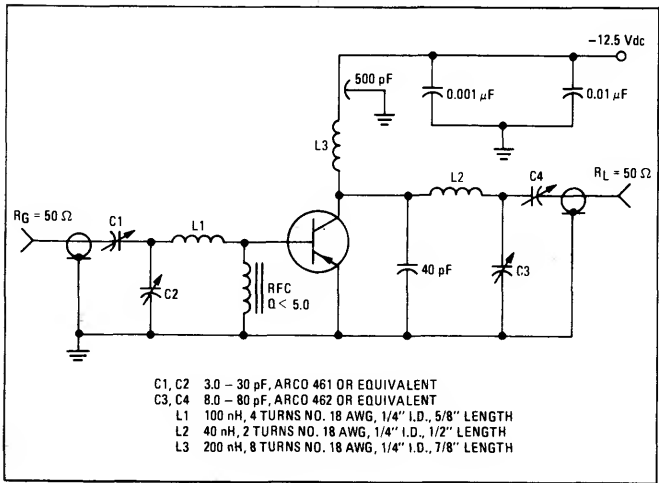 −12.5 Vdc
500 pF
0.001 μF
0.01 μF
L3
L2
C4
RL = 50 Ω
RG = 50 Ω
C1
L1
C2
RFC
Q < 5.0
40 pF
C3
C1, C2 3.0 – 30 pF, ARCO 461 OR EQUIVALENT
C3, C4 8.0 – 80 pF, ARCO 462 OR EQUIVALENT
L1 100 nH, 4 TURNS NO. 18 AWG, 1/4" I.D., 5/8" LENGTH
L2 40 nH, 2 TURNS NO. 18 AWG, 1/4" I.D., 1/2" LENGTH
L3 200 nH, 8 TURNS NO. 18 AWG, 1/4" I.D., 7/8" LENGTH